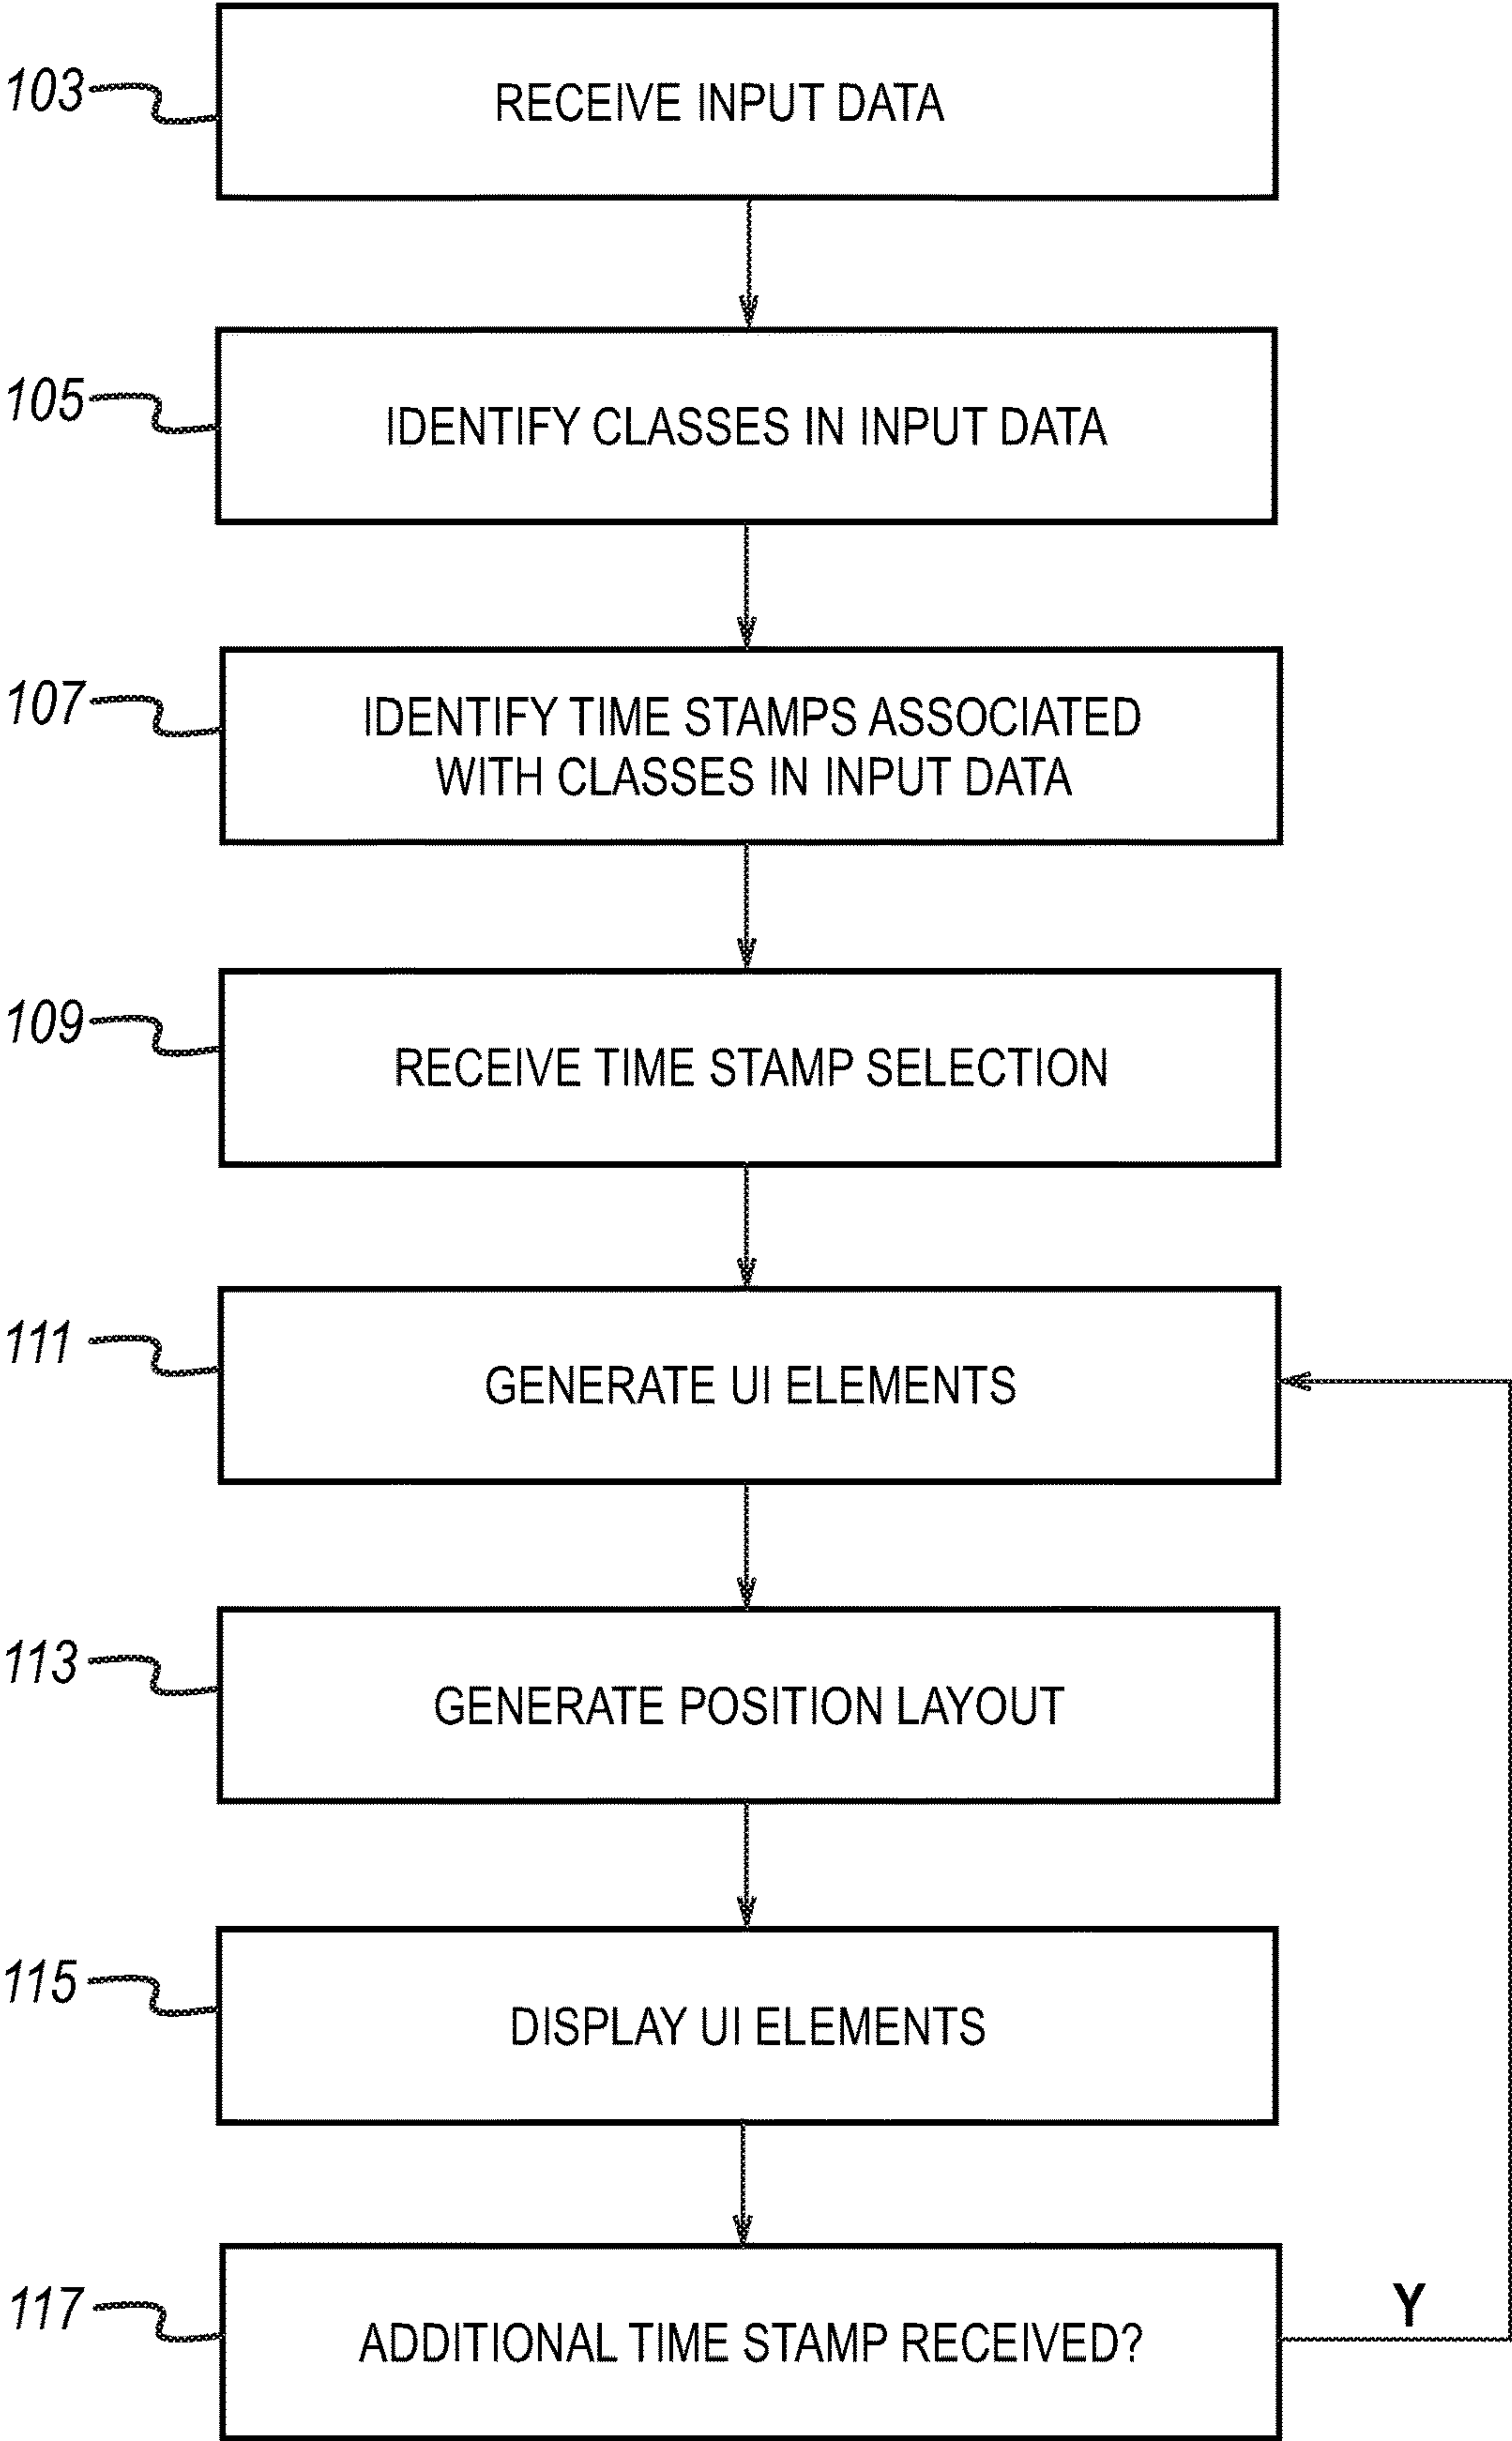 103
RECEIVE INPUT DATA
105
IDENTIFY CLASSES IN INPUT DATA
107
IDENTIFY TIME STAMPS ASSOCIATED
WITH CLASSES IN INPUT DATA
109
RECEIVE TIME STAMP SELECTION
111
GENERATE UI ELEMENTS
113
GENERATE POSITION LAYOUT
115
DISPLAY UI ELEMENTS
117
ADDITIONAL TIME STAMP RECEIVED?
Y